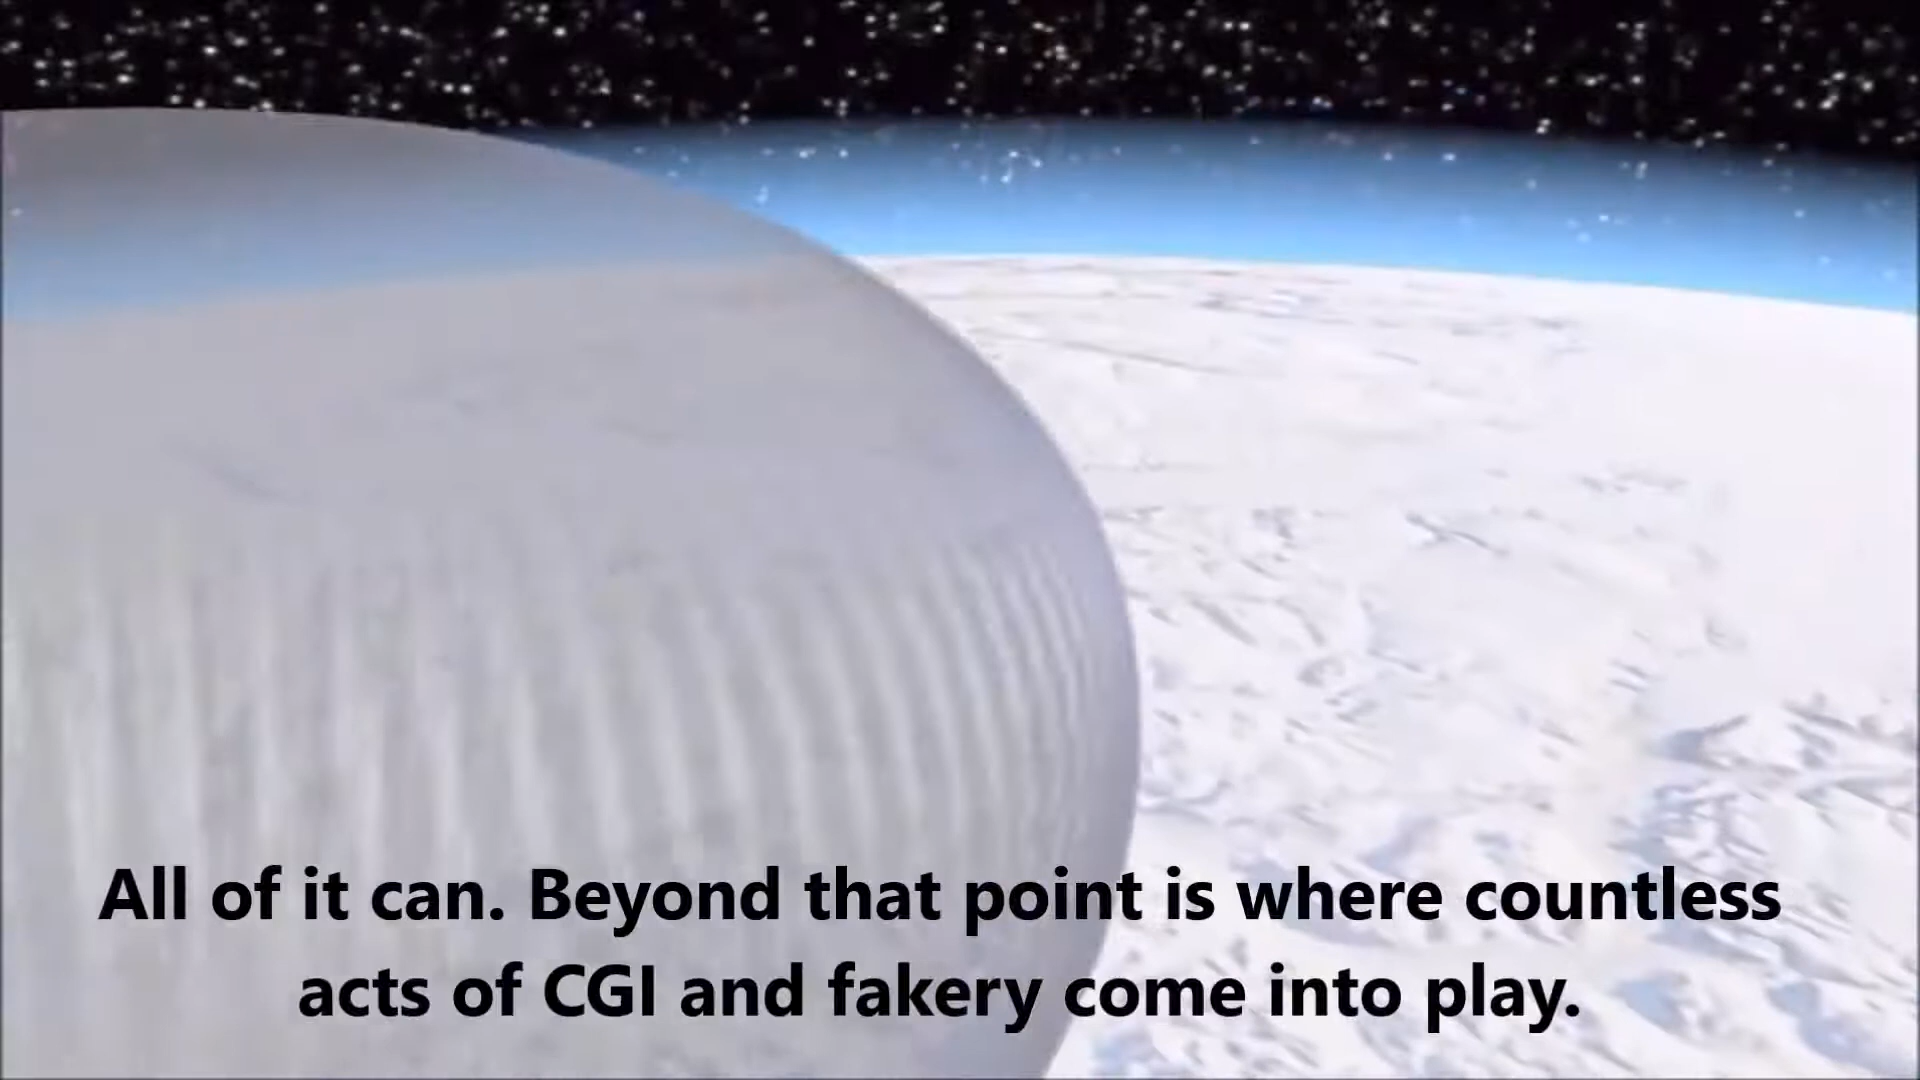 All of it can. Beyond that point is where countless
acts of CGI and fakery come into play.